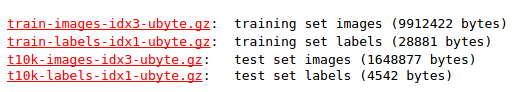 train-images-idx3-ubyte.gz: training set images (9912422 bytes)
train-labels-idx1-ubyte.gz: training set labels (28881 bytes)
t10k-images-idx3-ubyte.gz: test set images (1648877 bytes)
t10k-labels-idx1-ubyte.gz: test set labels (4542 bytes)